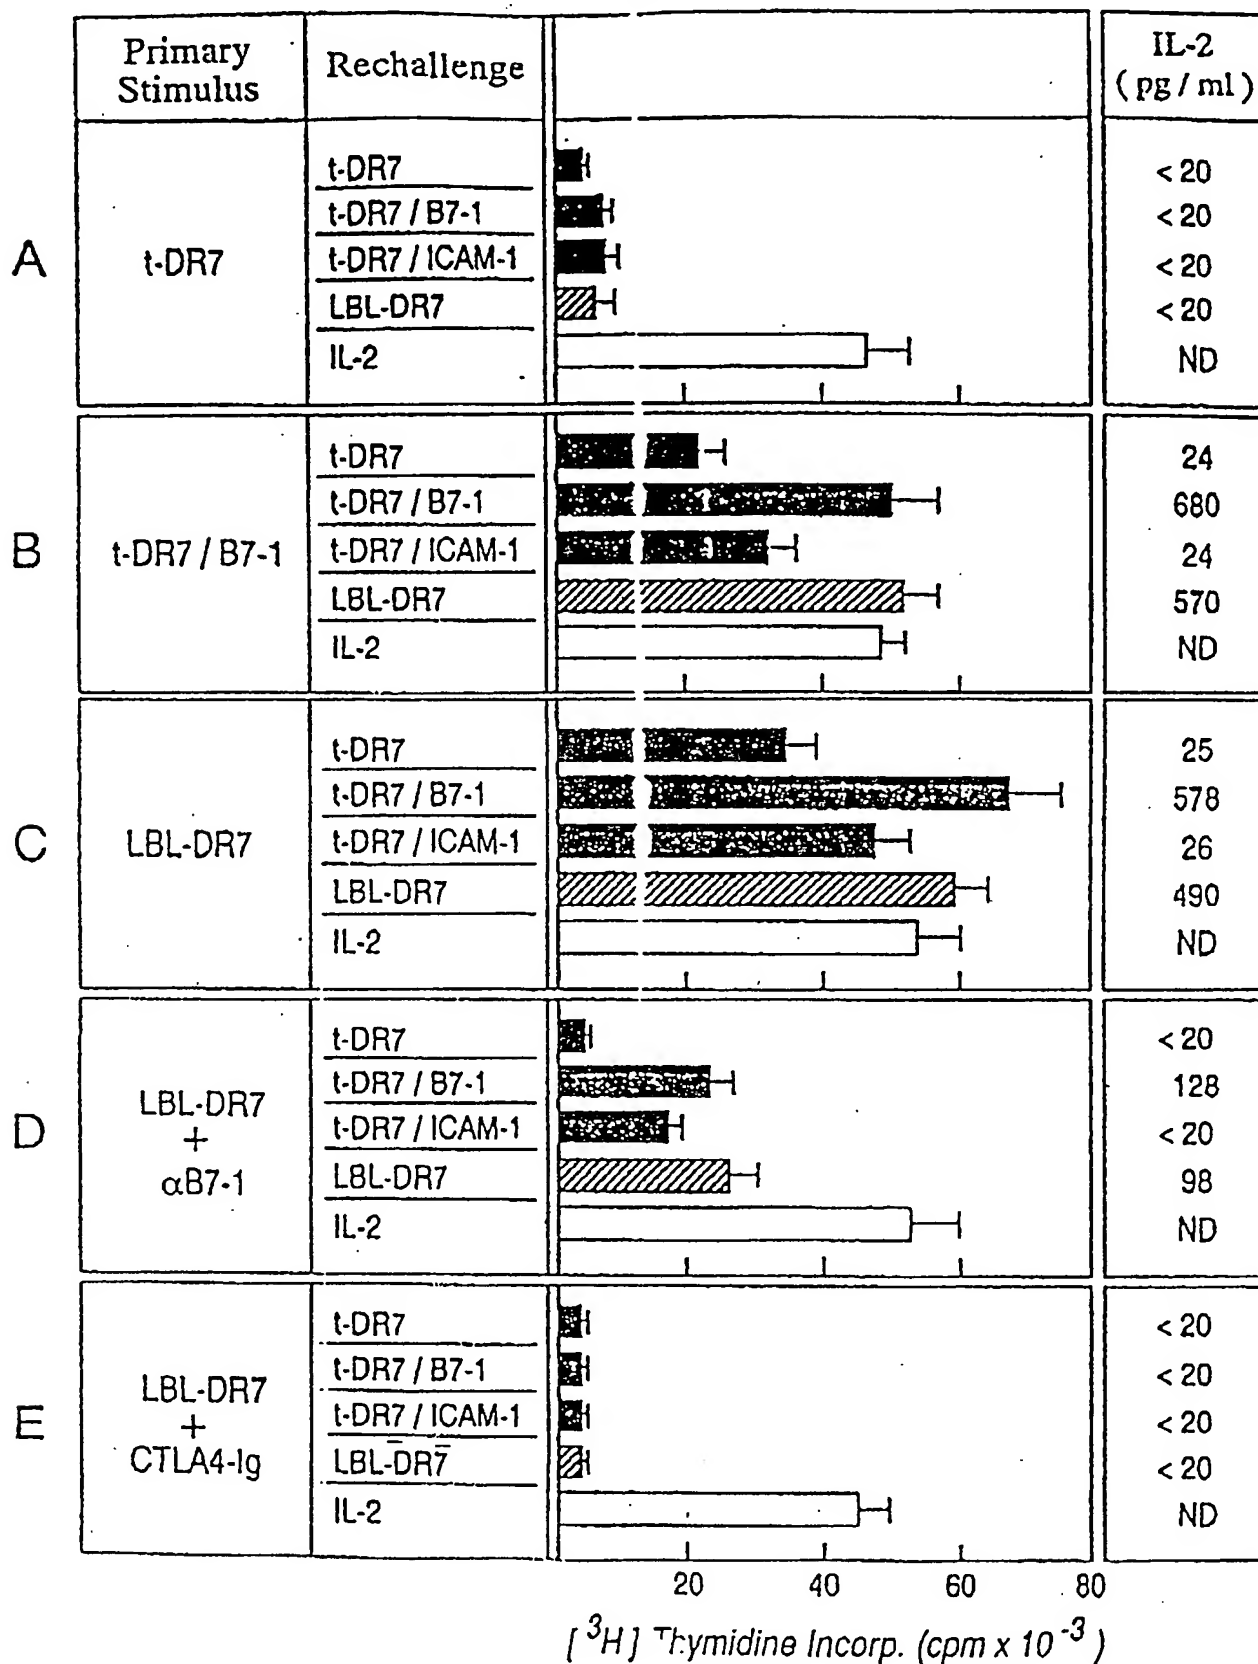 Primary Stimulus
Rechallenge
IL-2 ( pg / ml )
A
t-DR7
t-DR7 < 20
t-DR7 / B7-1 < 20
t-DR7 / ICAM-1 < 20
LBL-DR7 < 20
IL-2 ND
B
t-DR7 / B7-1
t-DR7 24
t-DR7 / B7-1 680
t-DR7 / ICAM-1 24
LBL-DR7 570
IL-2 ND
C
LBL-DR7
t-DR7 25
t-DR7 / B7-1 578
t-DR7 / ICAM-1 26
LBL-DR7 490
IL-2 ND
D
LBL-DR7
+
αB7-1
t-DR7 < 20
t-DR7 / B7-1 128
t-DR7 / ICAM-1 < 20
LBL-DR7 98
IL-2 ND
E
LBL-DR7
+
CTLA4-Ig
t-DR7 < 20
t-DR7 / B7-1 < 20
t-DR7 / ICAM-1 < 20
LBL-DR7 < 20
IL-2 ND
20 40 60 80
[ ³H ] Thymidine Incorp. (cpm x 10⁻³ )